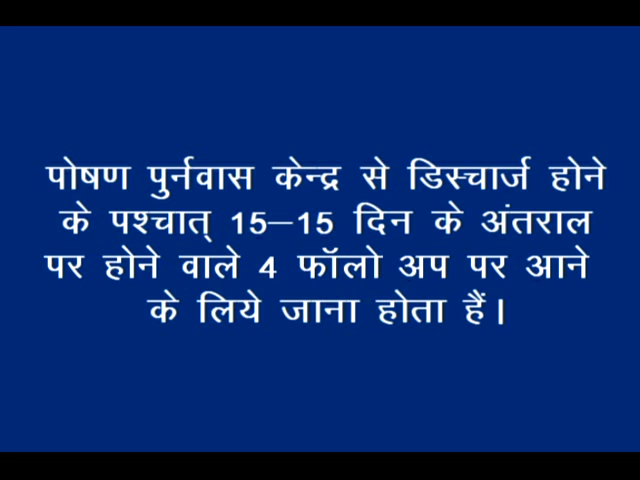 पोषण पुर्नवास केन्द्र से डिस्चार्ज होने
के पश्चात् 15–15 दिन के अंतराल
पर होने वाले 4 फॉलो अप पर आने
के लिये जाना होता हैं।